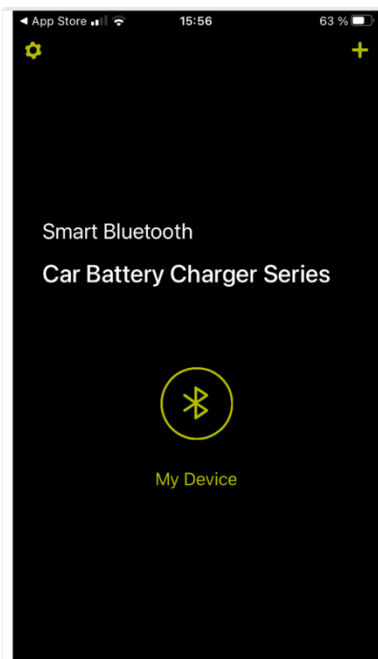 ◀ App Store 15:56 63 %
Smart Bluetooth
Car Battery Charger Series
My Device